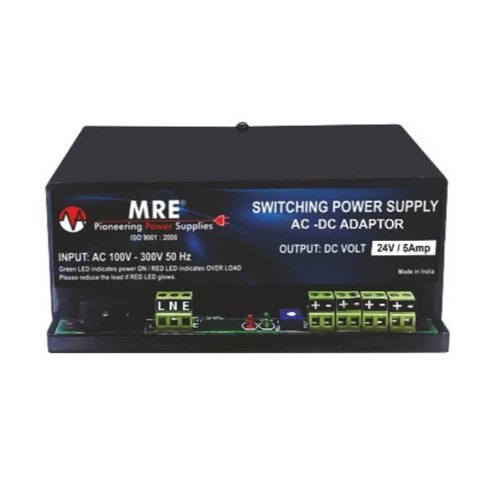 MRE®
Pioneering Power Supplies
ISO 9001 : 2008
SWITCHING POWER SUPPLY
AC -DC ADAPTOR
OUTPUT: DC VOLT 24V / 5Amp
INPUT: AC 100V - 300V 50 Hz
Green LED indicates power ON / RED LED indicates OVER LOAD
Please reduce the load if RED LED glows.
Made in India
L N E
+ - + - + - + -